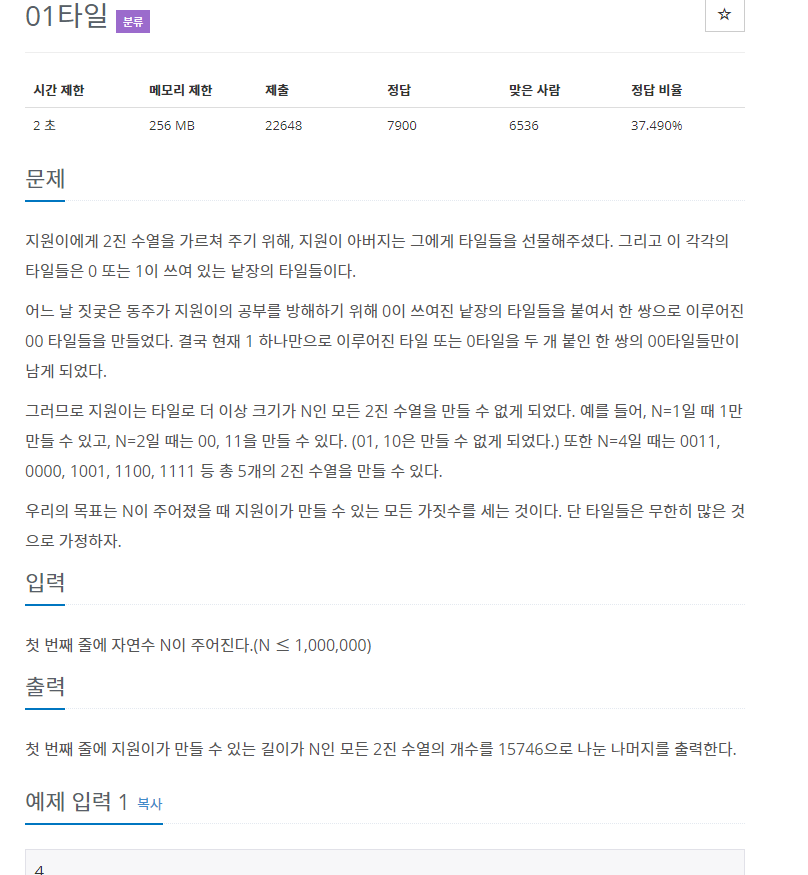 01타일 분류
☆
시간 제한 메모리 제한 제출 정답 맞은 사람 정답 비율
2 초 256 MB 22648 7900 6536 37.490%
문제
지원이에게 2진 수열을 가르쳐 주기 위해, 지원이 아버지는 그에게 타일들을 선물해주셨다. 그리고 이 각각의
타일들은 0 또는 1이 쓰여 있는 낱장의 타일들이다.
어느 날 짓궂은 동주가 지원이의 공부를 방해하기 위해 0이 쓰여진 낱장의 타일들을 붙여서 한 쌍으로 이루어진
00 타일들을 만들었다. 결국 현재 1 하나만으로 이루어진 타일 또는 0타일을 두 개 붙인 한 쌍의 00타일들만이
남게 되었다.
그러므로 지원이는 타일로 더 이상 크기가 N인 모든 2진 수열을 만들 수 없게 되었다. 예를 들어, N=1일 때 1만
만들 수 있고, N=2일 때는 00, 11을 만들 수 있다. (01, 10은 만들 수 없게 되었다.) 또한 N=4일 때는 0011,
0000, 1001, 1100, 1111 등 총 5개의 2진 수열을 만들 수 있다.
우리의 목표는 N이 주어졌을 때 지원이가 만들 수 있는 모든 가짓수를 세는 것이다. 단 타일들은 무한히 많은 것
으로 가정하자.
입력
첫 번째 줄에 자연수 N이 주어진다.(N ≤ 1,000,000)
출력
첫 번째 줄에 지원이가 만들 수 있는 길이가 N인 모든 2진 수열의 개수를 15746으로 나눈 나머지를 출력한다.
예제 입력 1 복사
4